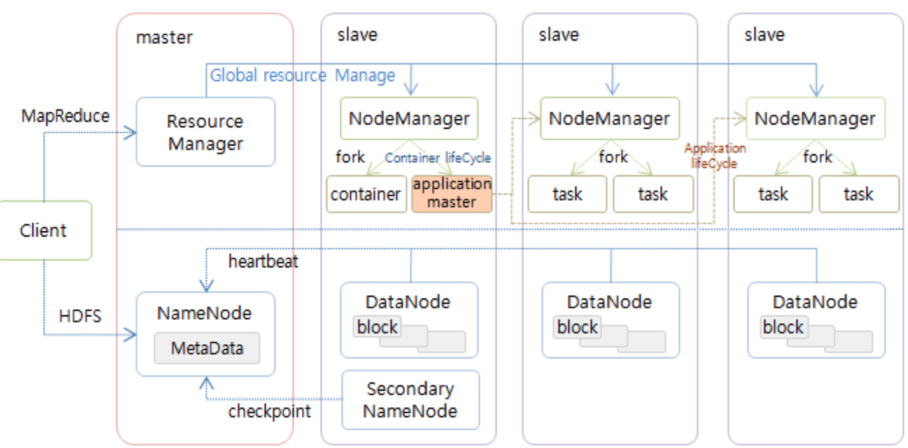 master
slave
slave
slave
Global resource Manage
MapReduce
Resource
Manager
NodeManager
NodeManager
NodeManager
fork
Container lifeCycle
fork
Application
lifeCycle
fork
container
application
master
task
task
task
task
Client
heartbeat
HDFS
NameNode
MetaData
DataNode
block
DataNode
block
DataNode
block
Secondary
NameNode
checkpoint